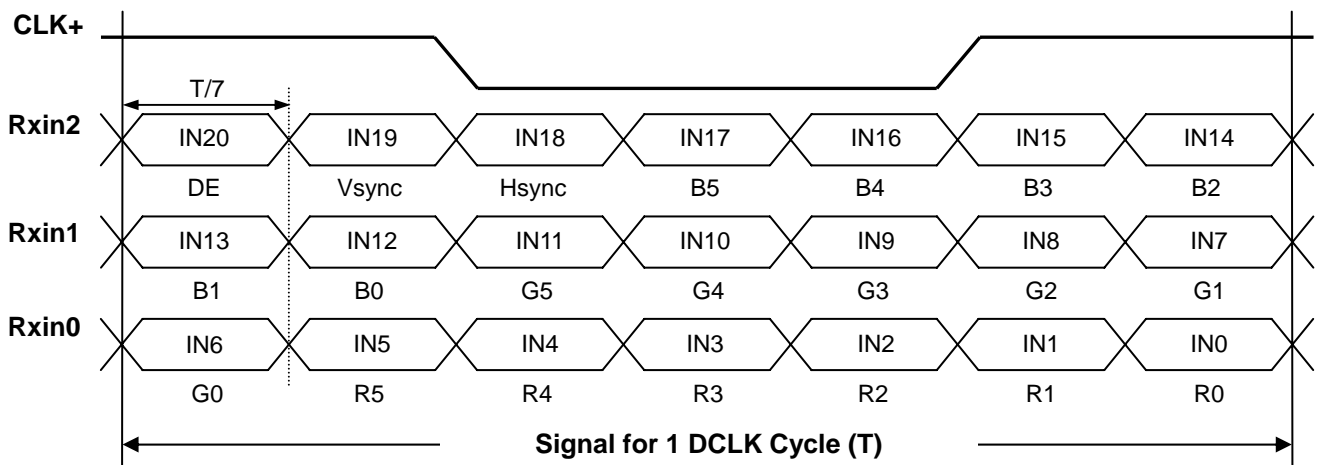 CLK+
T/7
Rxin2 IN20 IN19 IN18 IN17 IN16 IN15 IN14
DE Vsync Hsync B5 B4 B3 B2
Rxin1 IN13 IN12 IN11 IN10 IN9 IN8 IN7
B1 B0 G5 G4 G3 G2 G1
Rxin0 IN6 IN5 IN4 IN3 IN2 IN1 IN0
G0 R5 R4 R3 R2 R1 R0
Signal for 1 DCLK Cycle (T)